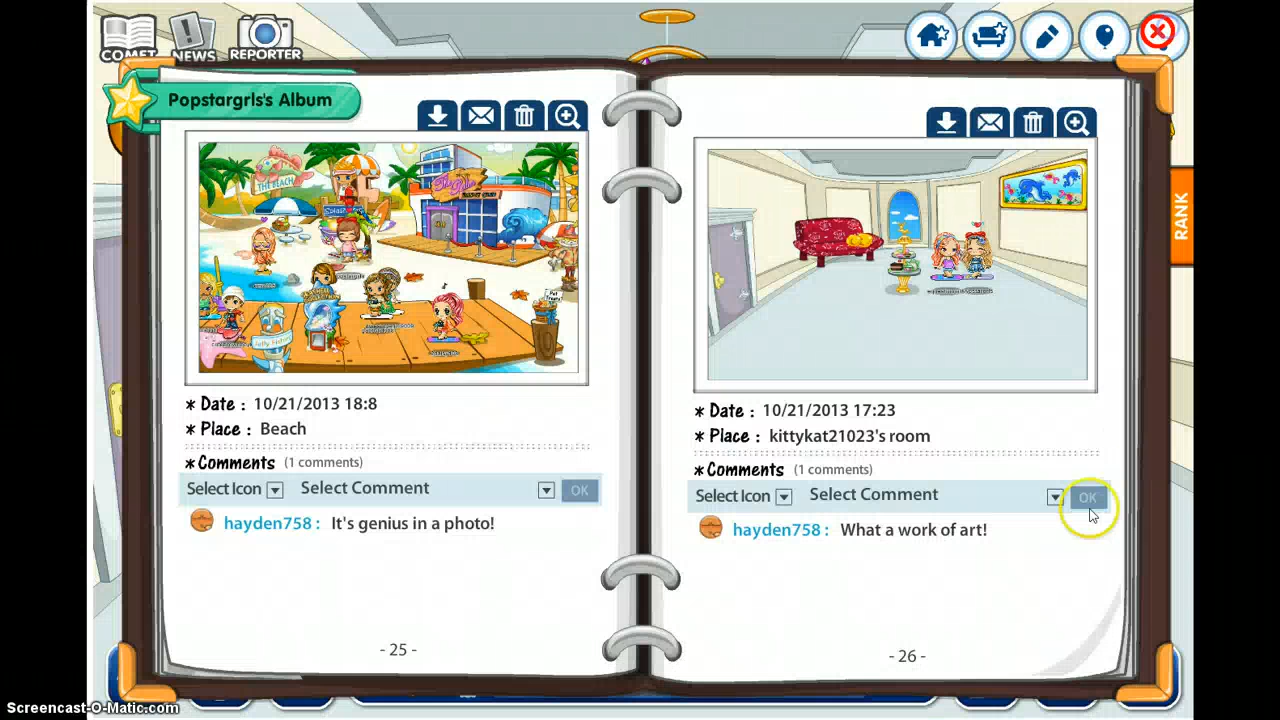 COMET
NEWS
REPORTER
Popstargrls's Album
THE BEACH
* Date : 10/21/2013 18:8
* Place : Beach
* Comments (1 comments)
Select Icon Select Comment OK
hayden758 : It's genius in a photo!
- 25 -
* Date : 10/21/2013 17:23
* Place : kittykat21023's room
* Comments (1 comments)
Select Icon Select Comment OK
hayden758 : What a work of art!
- 26 -
RANK
Screencast-O-Matic.com